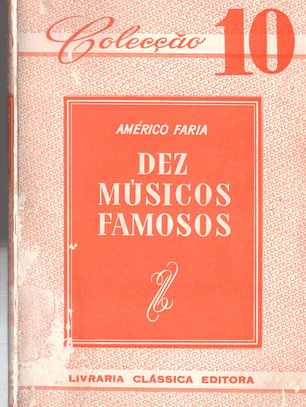 Colecção 10
AMÉRICO FARIA
DEZ
MÚSICOS
FAMOSOS
LIVRARIA CLÁSSICA EDITORA